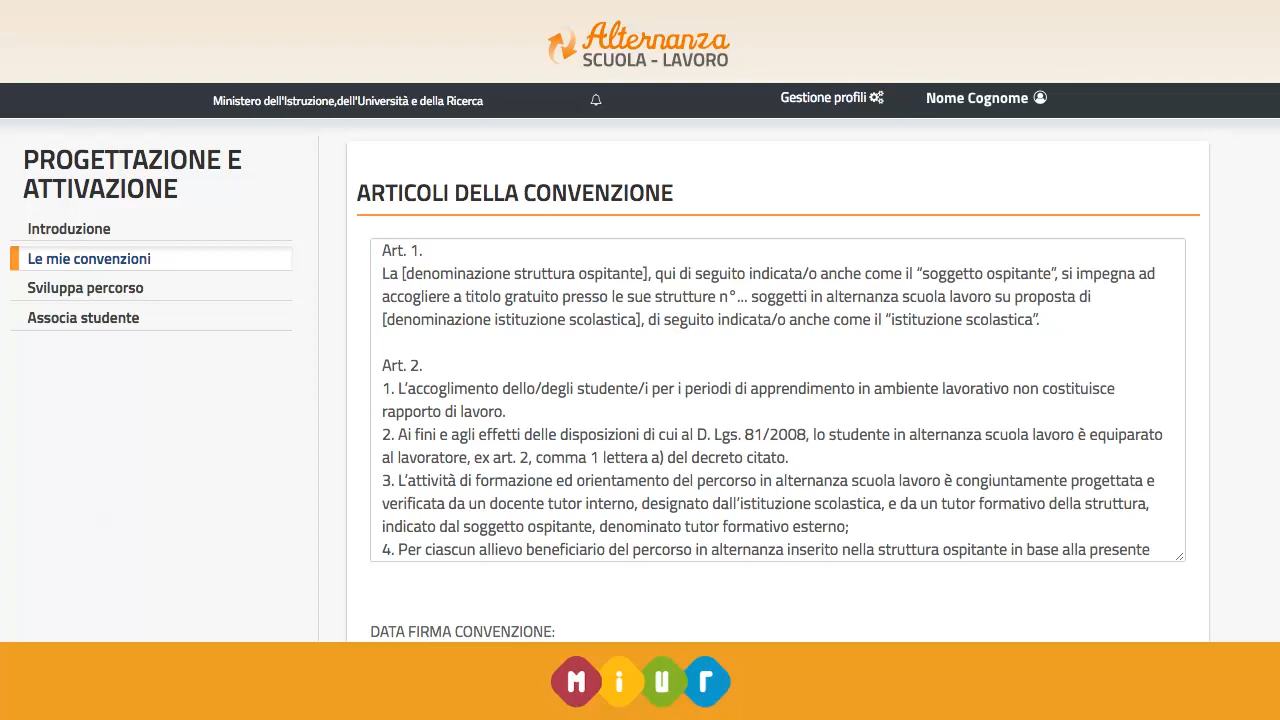 Alternanza
SCUOLA - LAVORO
Ministero dell'Istruzione,dell'Università e della Ricerca
Gestione profili
Nome Cognome
PROGETTAZIONE E
ATTIVAZIONE
Introduzione
Le mie convenzioni
Sviluppa percorso
Associa studente
ARTICOLI DELLA CONVENZIONE
Art. 1.
La [denominazione struttura ospitante], qui di seguito indicata/o anche come il “soggetto ospitante”, si impegna ad
accogliere a titolo gratuito presso le sue strutture n°... soggetti in alternanza scuola lavoro su proposta di
[denominazione istituzione scolastica], di seguito indicata/o anche come il “istituzione scolastica”.
Art. 2.
1. L’accoglimento dello/degli studente/i per i periodi di apprendimento in ambiente lavorativo non costituisce
rapporto di lavoro.
2. Ai fini e agli effetti delle disposizioni di cui al D. Lgs. 81/2008, lo studente in alternanza scuola lavoro è equiparato
al lavoratore, ex art. 2, comma 1 lettera a) del decreto citato.
3. L’attività di formazione ed orientamento del percorso in alternanza scuola lavoro è congiuntamente progettata e
verificata da un docente tutor interno, designato dall’istituzione scolastica, e da un tutor formativo della struttura,
indicato dal soggetto ospitante, denominato tutor formativo esterno;
4. Per ciascun allievo beneficiario del percorso in alternanza inserito nella struttura ospitante in base alla presente
DATA FIRMA CONVENZIONE:
MiUr